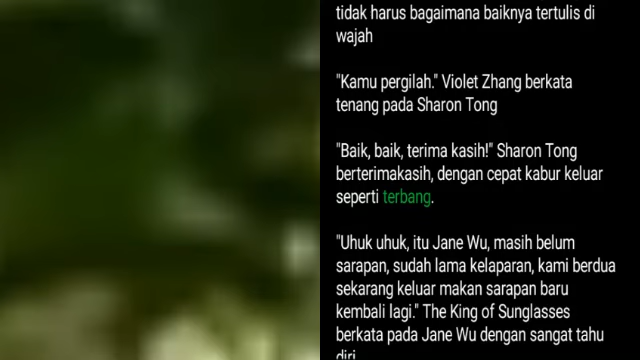 tidak harus bagaimana baiknya tertulis di
wajah
"Kamu pergilah." Violet Zhang berkata
tenang pada Sharon Tong
"Baik, baik, terima kasih!" Sharon Tong
berterimakasih, dengan cepat kabur keluar
seperti terbang.
"Uhuk uhuk, itu Jane Wu, masih belum
sarapan, sudah lama kelaparan, kami berdua
sekarang keluar makan sarapan baru
kembali lagi." The King of Sunglasses
berkata pada Jane Wu dengan sangat tahu
diri